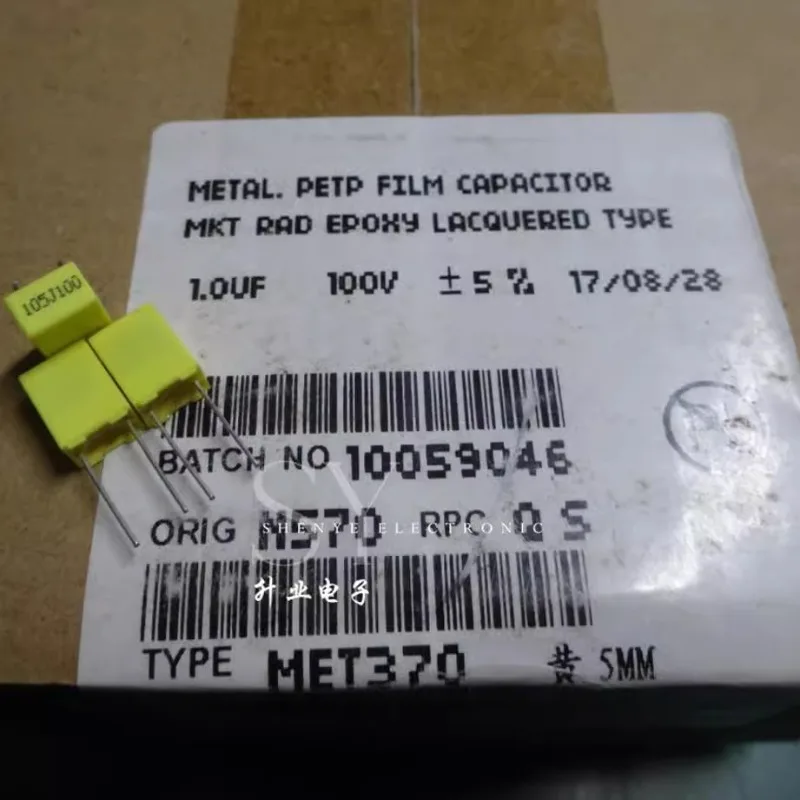 METAL. PETP FILM CAPACITOR
MKT RAD EPOXY LACQUERED TYPE
1.0UF 100V ±5% 17/08/28
105J100
BATCH NO 10059046
ORIG RPC 0 S
SHENYE ELECTRONIC
升业电子
TYPE MET370 黄 5MM